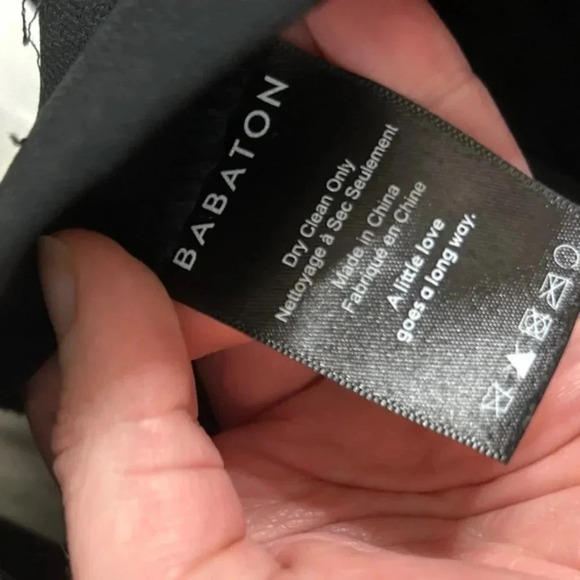 BABATON
Dry Clean Only
Nettoyage à Sec Seulement
Made in China
Fabriqué en Chine
A little love
goes a long way.